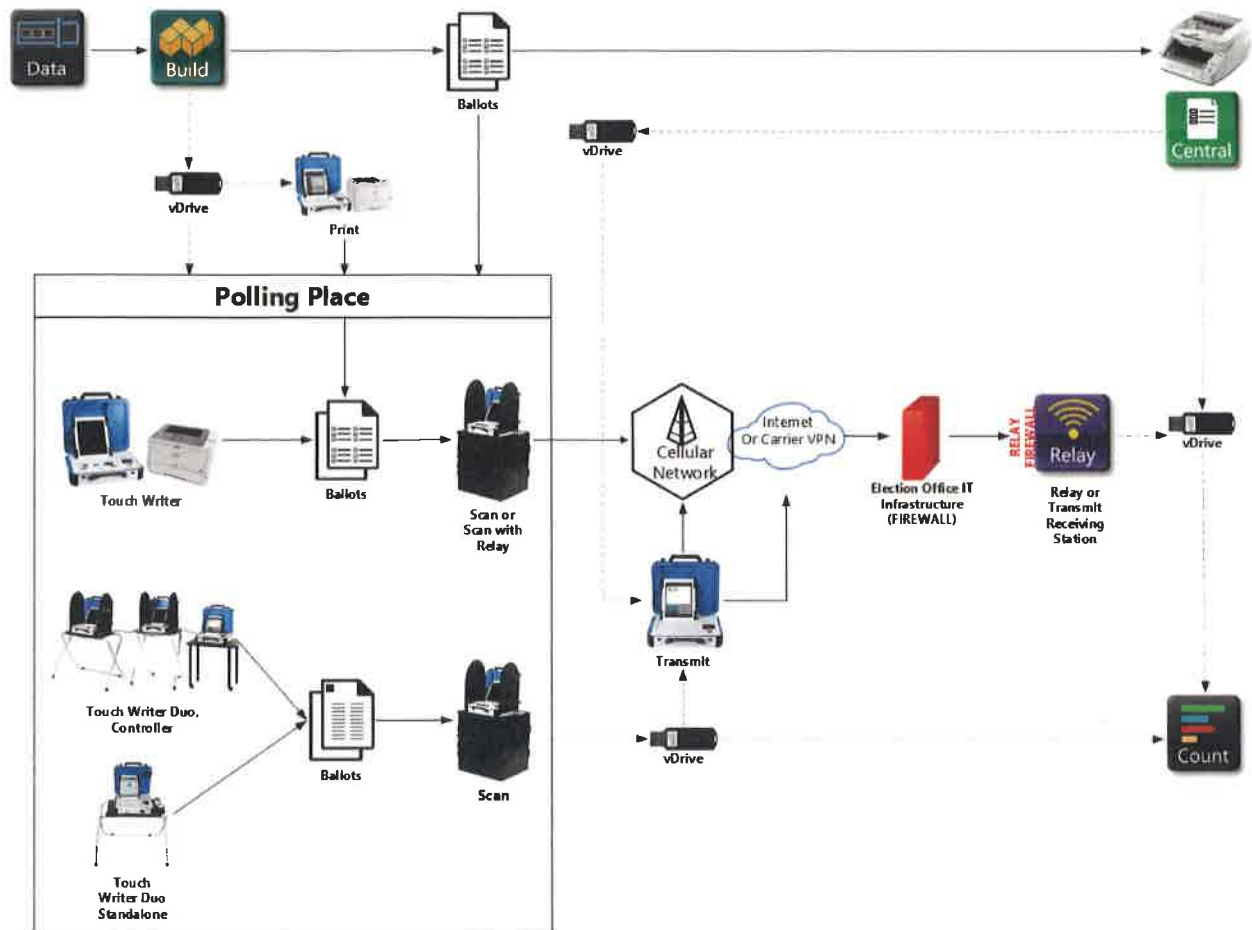 Data
Build
Ballots
Central
vDrive
vDrive
Print
Polling Place
Touch Writer
Ballots
Scan or
Scan with
Relay
Cellular
Network
Internet
Or Carrier VPN
Election Office IT
Infrastructure
(FIREWALL)
RELAY
FIREWALL
Relay
Relay or
Transmit
Receiving
Station
vDrive
Transmit
Touch Writer Duo,
Controller
Ballots
Scan
vDrive
Count
Touch
Writer Duo
Standalone